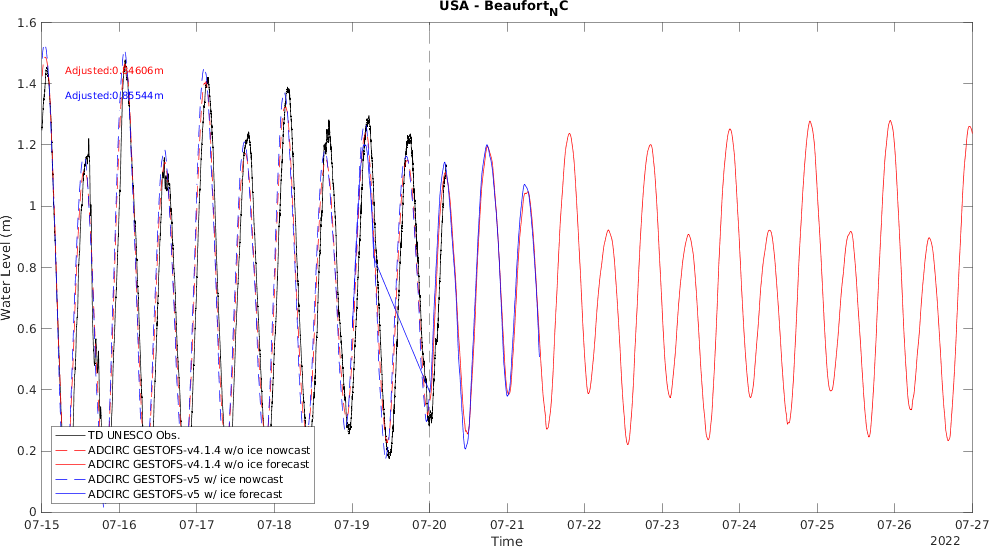 USA - Beaufort_NC
1.6
1.4
1.2
1
0.8
0.6
0.4
0.2
0
Water Level (m)
Adjusted:0.84606m
Adjusted:0.85544m
TD UNESCO Obs.
ADCIRC GESTOFS-v4.1.4 w/o ice nowcast
ADCIRC GESTOFS-v4.1.4 w/o ice forecast
ADCIRC GESTOFS-v5 w/ ice nowcast
ADCIRC GESTOFS-v5 w/ ice forecast
07-15 07-16 07-17 07-18 07-19 07-20 07-21 07-22 07-23 07-24 07-25 07-26 07-27
Time
2022